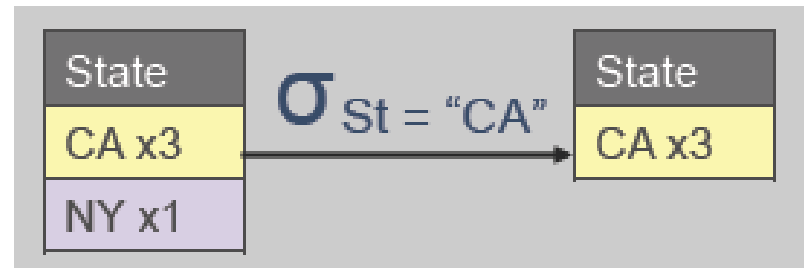 State
CA x3
NY x1
σ St = “CA”
State
CA x3